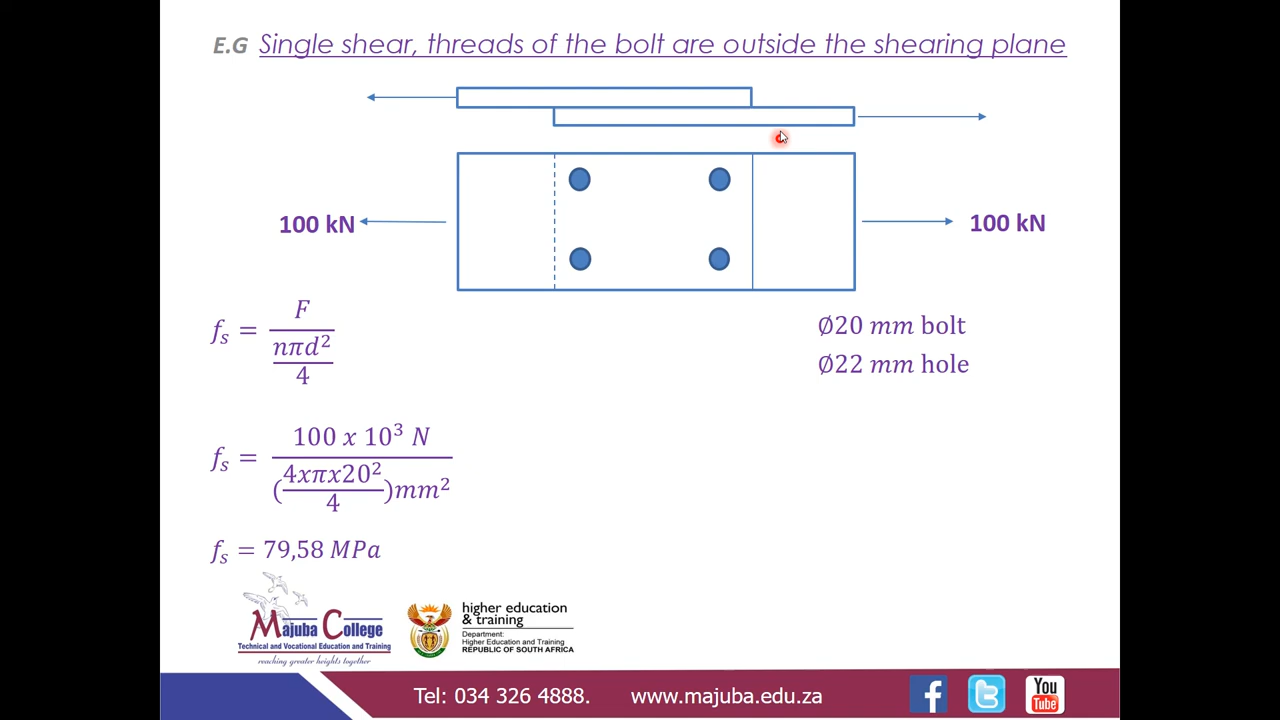 E.G Single shear, threads of the bolt are outside the shearing plane
100 kN
100 kN
f_s = F / (nπd² / 4)
∅20 mm bolt
∅22 mm hole
f_s = 100 x 10³ N / ((4xπx20² / 4)mm²)
f_s = 79,58 MPa
Majuba College
Technical and Vocational Education and Training
reaching greater heights together
higher education
& training
Department:
Higher Education and Training
REPUBLIC OF SOUTH AFRICA
Tel: 034 326 4888. www.majuba.edu.za
You
Tube